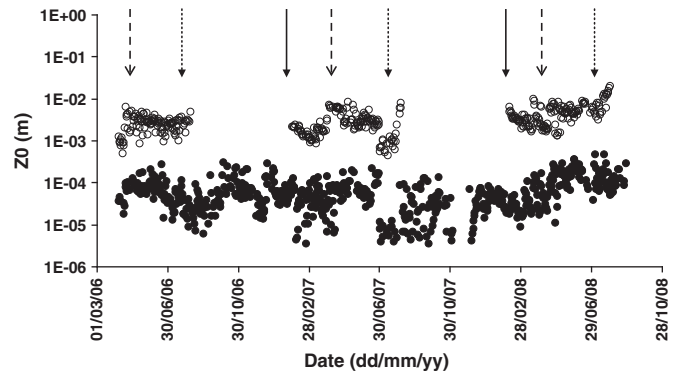 1E+00
1E-01
1E-02
1E-03
1E-04
1E-05
1E-06
Z0 (m)
01/03/06
30/06/06
30/10/06
28/02/07
30/06/07
30/10/07
28/02/08
29/06/08
28/10/08
Date (dd/mm/yy)